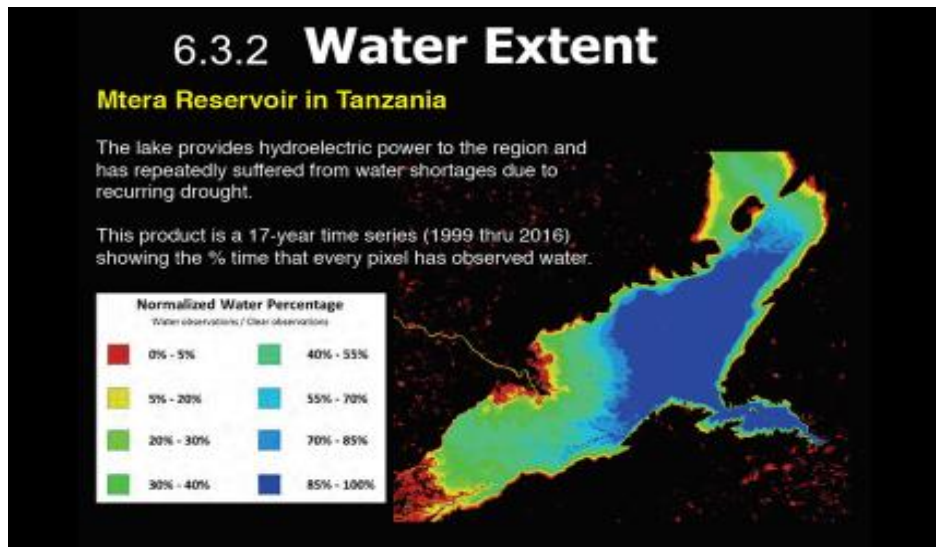 6.3.2 Water Extent
Mtera Reservoir in Tanzania
The lake provides hydroelectric power to the region and
has repeatedly suffered from water shortages due to
recurring drought.
This product is a 17-year time series (1999 thru 2016)
showing the % time that every pixel has observed water.
Normalized Water Percentage
Water observations / Clear observations
0% - 5%
40% - 55%
5% - 20%
55% - 70%
20% - 30%
70% - 85%
30% - 40%
85% - 100%